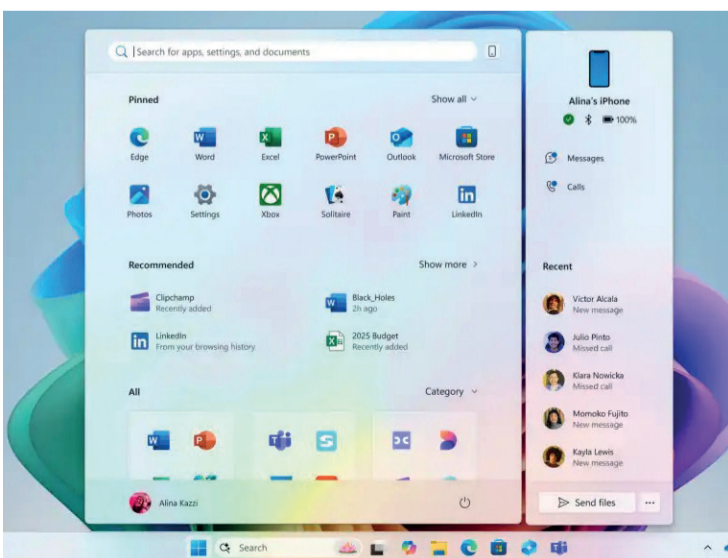 Search for apps, settings, and documents
Pinned
Show all
Edge
Word
Excel
PowerPoint
Outlook
Microsoft Store
Photos
Settings
Xbox
Solitaire
Paint
LinkedIn
Recommended
Show more
Clipchamp
Recently added
Black_Holes
2h ago
LinkedIn
From your browsing history
2025 Budget
Recently added
All
Category
Alina Kazzi
Alina's iPhone
100%
Messages
Calls
Recent
Victor Alcala
New message
Julio Pinto
Missed call
Kiara Nowicka
Missed call
Momoko Fujito
New message
Kayla Lewis
New message
Send files
Search